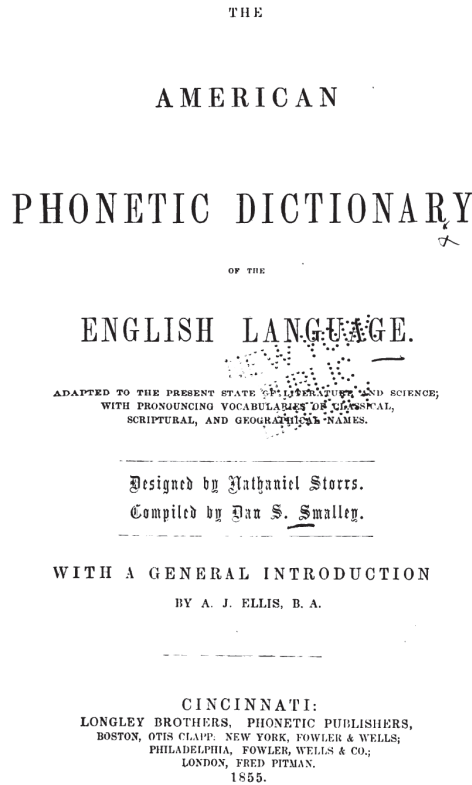 THE
AMERICAN
PHONETIC DICTIONARY
OF THE
ENGLISH LANGUAGE.
NEW YORK
PUBLIC
ADAPTED TO THE PRESENT STATE OF LITERATURE AND SCIENCE;
WITH PRONOUNCING VOCABULARIES OF CLASSICAL,
SCRIPTURAL, AND GEOGRAPHICAL NAMES.
Designed by Nathaniel Storrs.
Compiled by Dan S. Smalley.
WITH A GENERAL INTRODUCTION
BY A. J. ELLIS, B. A.
CINCINNATI:
LONGLEY BROTHERS, PHONETIC PUBLISHERS,
BOSTON, OTIS CLAPP: NEW YORK, FOWLER & WELLS;
PHILADELPHIA, FOWLER, WELLS & CO.;
LONDON, FRED PITMAN.
1855.